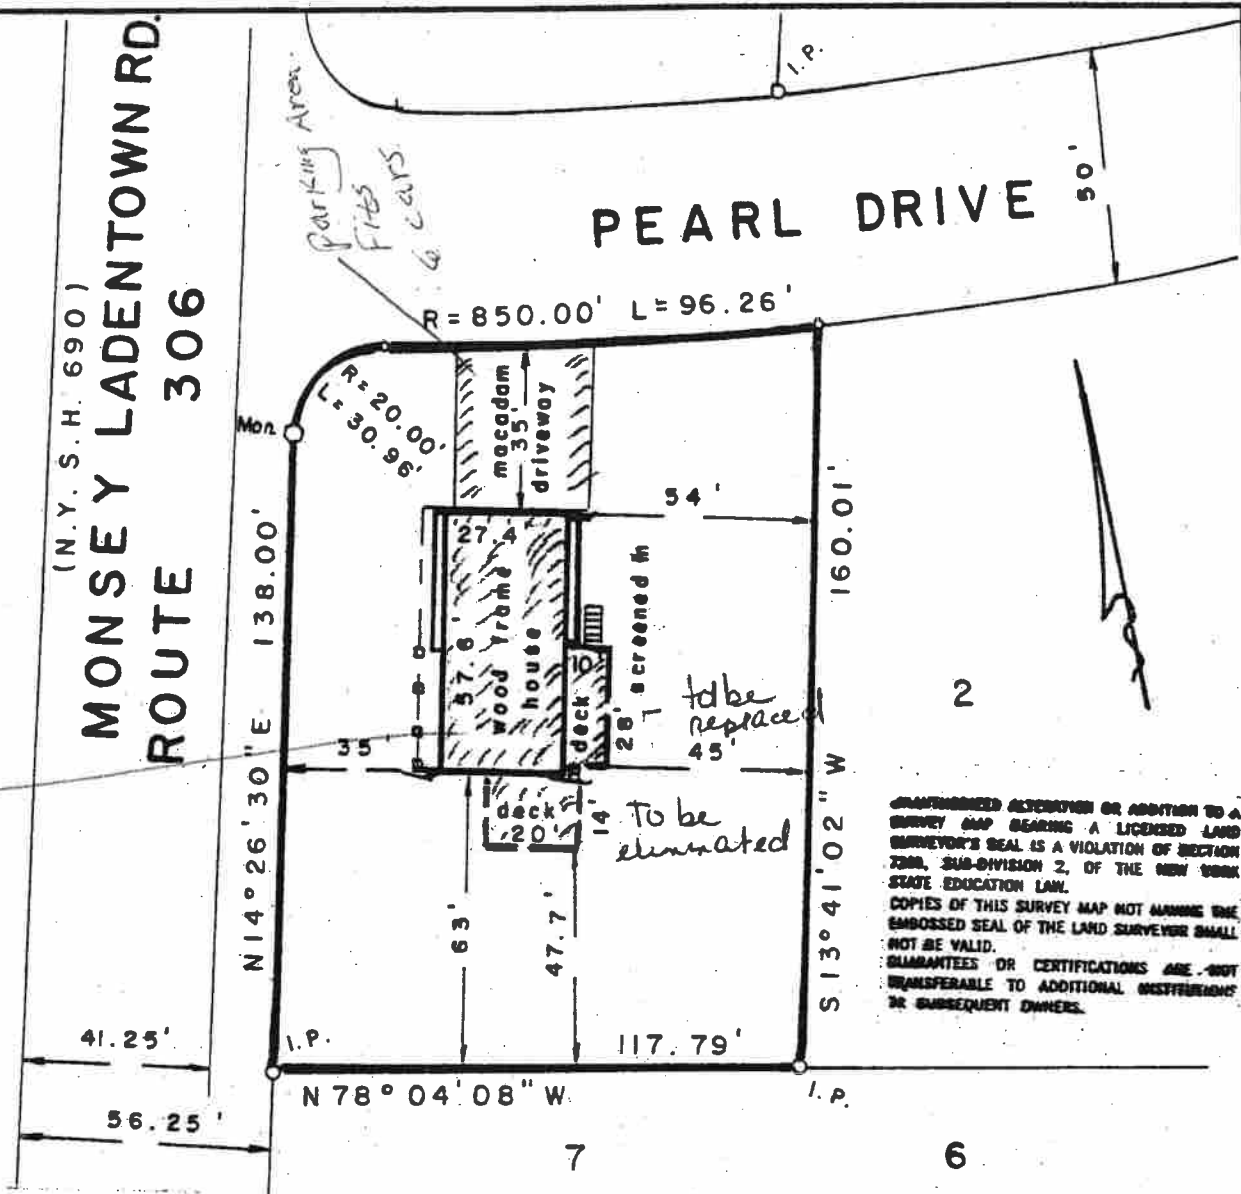 (N.Y. S.H. 690)
MONSEY LADENTOWN RD.
ROUTE 306
Parking Area
Fits
6 cars.
I.P.
PEARL DRIVE
50'
R = 850.00' L = 96.26'
R = 20.00'
L = 30.96'
Mon.
macadam
35'
driveway
54'
27.4'
57.6'
wood frame
house
screened in
10'
deck
28'
to be
replaced
45'
35'
deck
20'
14'
To be
eliminated
138.00'
N14°26'30"E
160.01'
S 13°41'02"W
2
63'
47.7'
UNAUTHORIZED ALTERATION OR ADDITION TO A
SURVEY MAP BEARING A LICENSED LAND
SURVEYOR'S SEAL IS A VIOLATION OF SECTION
7209, SUB-DIVISION 2, OF THE NEW YORK
STATE EDUCATION LAW.
COPIES OF THIS SURVEY MAP NOT HAVING THE
EMBOSSED SEAL OF THE LAND SURVEYOR SHALL
NOT BE VALID.
GUARANTEES OR CERTIFICATIONS ARE NOT
TRANSFERABLE TO ADDITIONAL INSTITUTIONS
OR SUBSEQUENT OWNERS.
41.25'
I.P.
117.79'
N 78°04'08"W
I.P.
56.25'
7
6